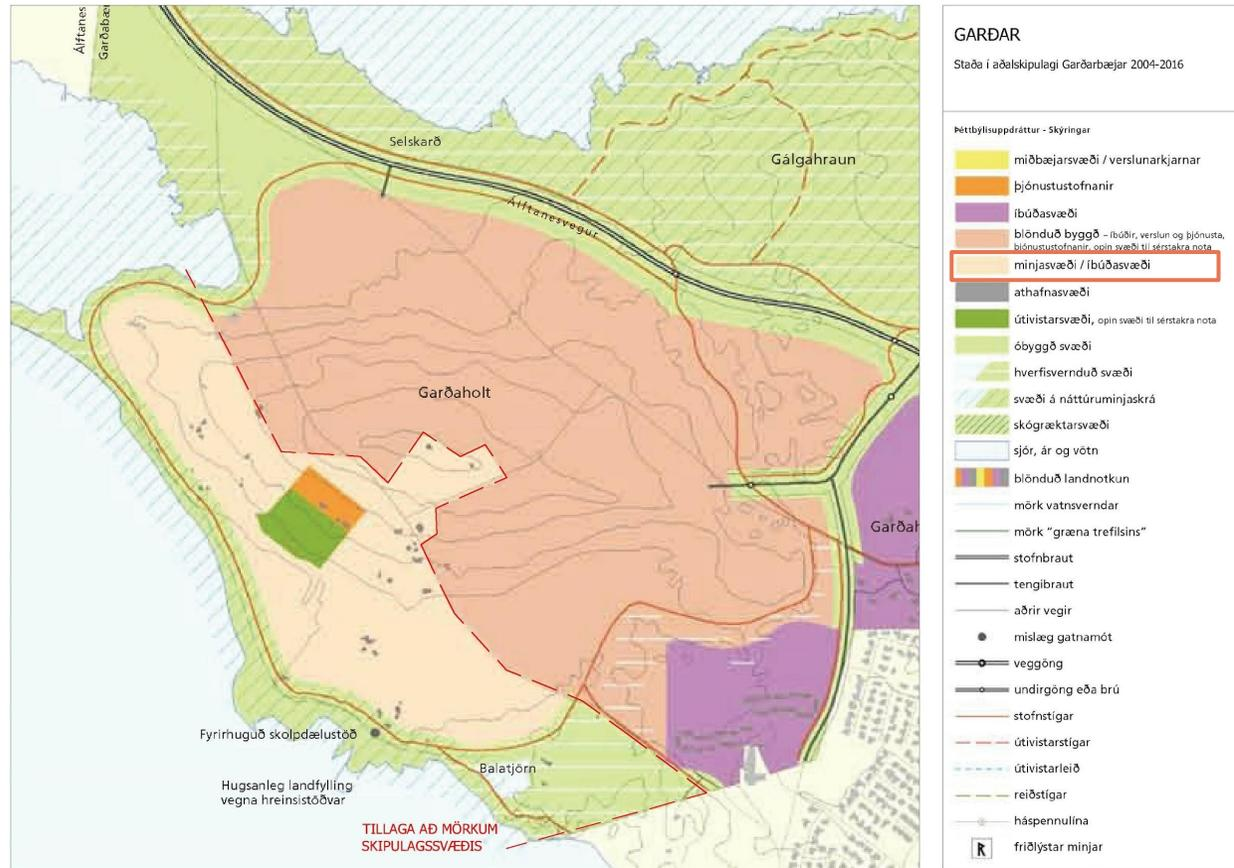 Álftanes
Garðabæ
Selskarð
Gálgahraun
Álftanesvegur
Garðaholt
Garðah
Fyrirhuguð skolpdælustöð
Balatjörn
Hugsanleg landfylling
vegna hreinsistöðvar
TILLAGA AÐ MÖRKUM
SKIPULAGSSVÆÐIS
GARÐAR
Staða í aðalskipulagi Garðarbæjar 2004-2016
Þéttbýlisuppdráttur - Skýringar
miðbæjarsvæði / verslunarkjarnar
þjónustustofnanir
íbúðasvæði
blönduð byggð - íbúðir, verslun og þjónusta,
þjónustustofnanir, opin svæði til sérstakra nota
minjasvæði / íbúðasvæði
athafnasvæði
útivistarsvæði, opin svæði til sérstakra nota
óbyggð svæði
hverfisvernduð svæði
svæði á náttúruminjaskrá
skógræktarsvæði
sjór, ár og vötn
blönduð landnotkun
mörk vatnsverndar
mörk "græna trefilsins"
stofnbraut
tengibraut
aðrir vegir
mislæg gatnamót
veggöng
undirgöng eða brú
stofnstígar
útivistarstígar
útivistarleið
reiðstígar
háspennulína
friðlýstar minjar